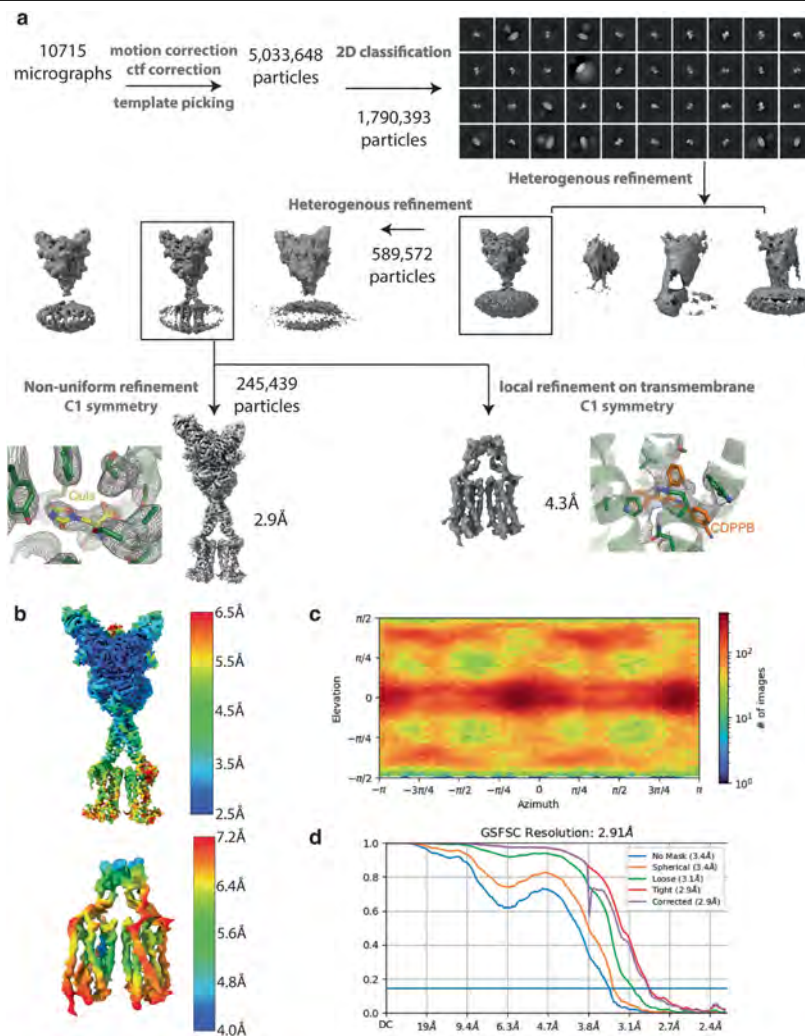 a
10715
micrographs
motion correction
ctf correction
template picking
5,033,648
particles
2D classification
1,790,393
particles
Heterogenous refinement
Heterogenous refinement
589,572
particles
Non-uniform refinement
C1 symmetry
245,439
particles
local refinement on transmembrane
C1 symmetry
Quis
2.9Å
4.3Å
CDPPB
b
6.5Å
5.5Å
4.5Å
3.5Å
2.5Å
7.2Å
6.4Å
5.6Å
4.8Å
4.0Å
c
π/2
π/4
0
−π/4
−π/2
Elevation
−π
−3π/4
−π/2
−π/4
0
π/4
π/2
3π/4
π
Azimuth
10²
10¹
10⁰
# of images
d
GSFSC Resolution: 2.91Å
1.0
0.8
0.6
0.4
0.2
0.0
No Mask (3.4Å)
Spherical (3.4Å)
Loose (3.1Å)
Tight (2.9Å)
Corrected (2.9Å)
DC
19Å
9.4Å
6.3Å
4.7Å
3.8Å
3.1Å
2.7Å
2.4Å